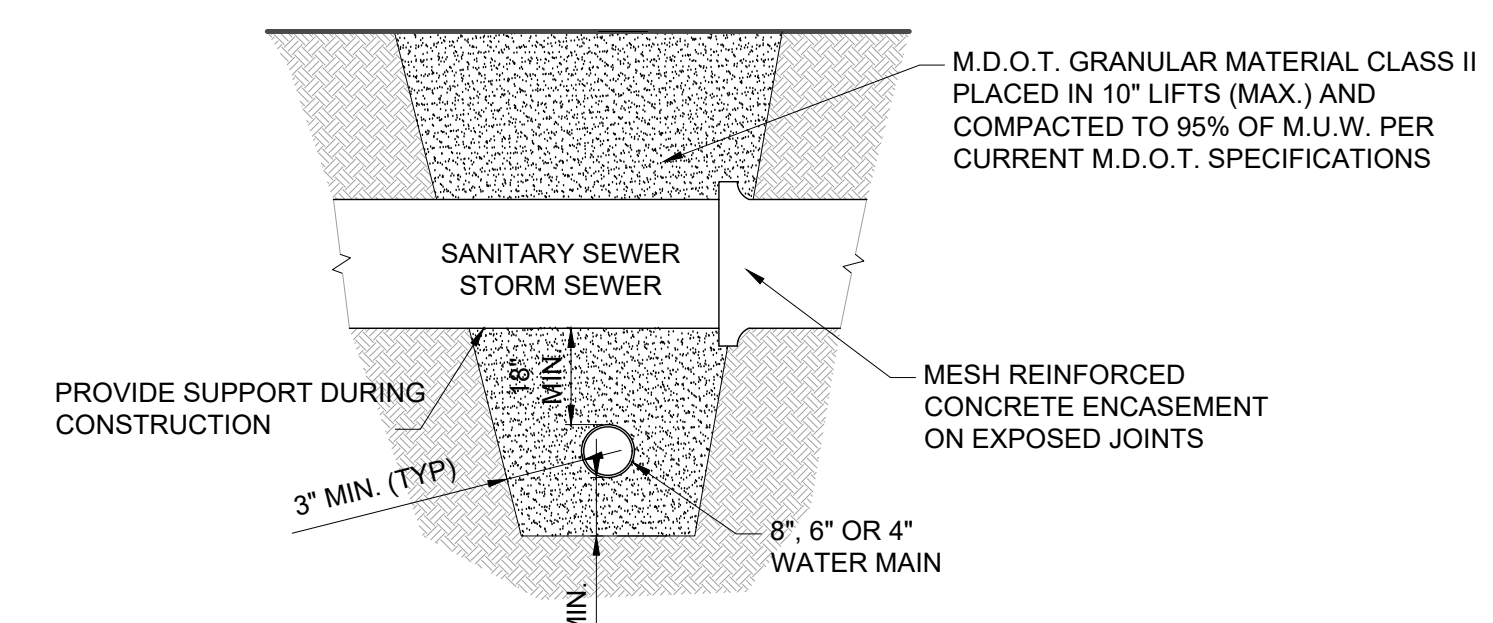 M.D.O.T. GRANULAR MATERIAL CLASS II
PLACED IN 10" LIFTS (MAX.) AND
COMPACTED TO 95% OF M.U.W. PER
CURRENT M.D.O.T. SPECIFICATIONS
SANITARY SEWER
STORM SEWER
18"
MIN.
PROVIDE SUPPORT DURING
CONSTRUCTION
MESH REINFORCED
CONCRETE ENCASEMENT
ON EXPOSED JOINTS
3" MIN. (TYP)
8", 6" OR 4"
WATER MAIN
MIN.